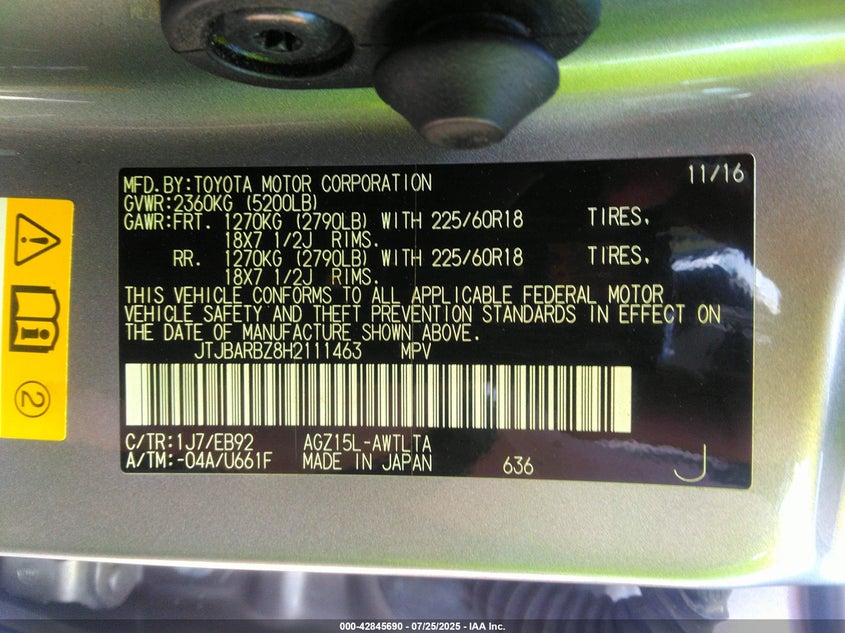 11/16
MFD.BY:TOYOTA MOTOR CORPORATION
GVWR:2360KG (5200LB)
GAWR:FRT. 1270KG (2790LB) WITH 225/60R18 TIRES,
18X7 1/2J RIMS.
RR. 1270KG (2790LB) WITH 225/60R18 TIRES,
18X7 1/2J RIMS.
THIS VEHICLE CONFORMS TO ALL APPLICABLE FEDERAL MOTOR
VEHICLE SAFETY AND THEFT PREVENTION STANDARDS IN EFFECT ON
THE DATE OF MANUFACTURE SHOWN ABOVE.
JTJBARBZ8H2111463 MPV
C/TR:1J7/EB92 AGZ15L-AWTLTA
A/TM:-04A/U661F MADE IN JAPAN 636 J
2
000-42845690 - 07/25/2025 - IAA Inc.